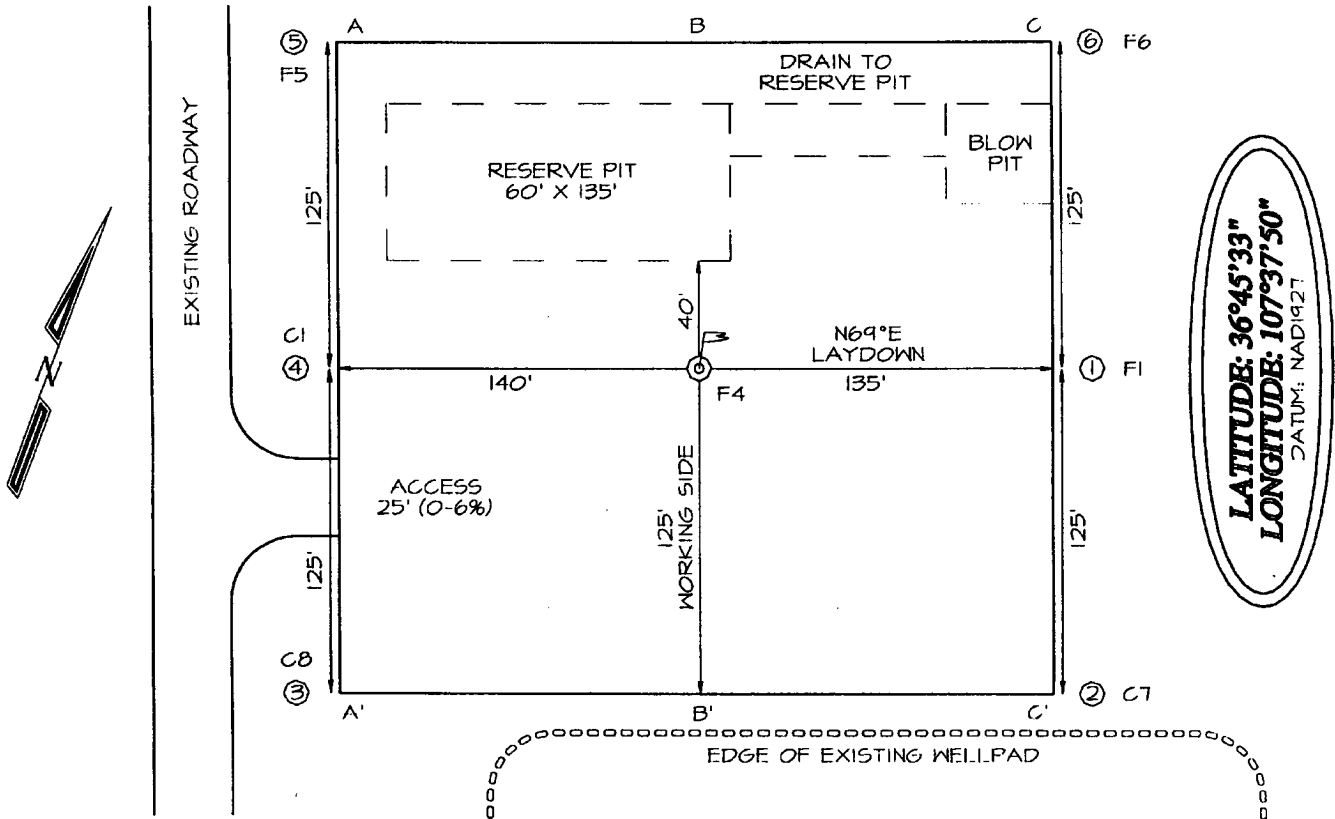 A B C
⑤ ⑥ F6
F5
DRAIN TO
RESERVE PIT
BLOW
PIT
RESERVE PIT
60' X 135'
EXISTING ROADWAY
125'
125'
N
C1
④
40'
N69°E
LAYDOWN
① F1
140'
F4
135'
LATITUDE: 36°45'33"
LONGITUDE: 107°37'50"
DATUM: NAD1927
ACCESS
25' (0-6%)
125'
125'
WORKING SIDE
125'
C8
③
② C7
A' B' C'
EDGE OF EXISTING WELLPAD